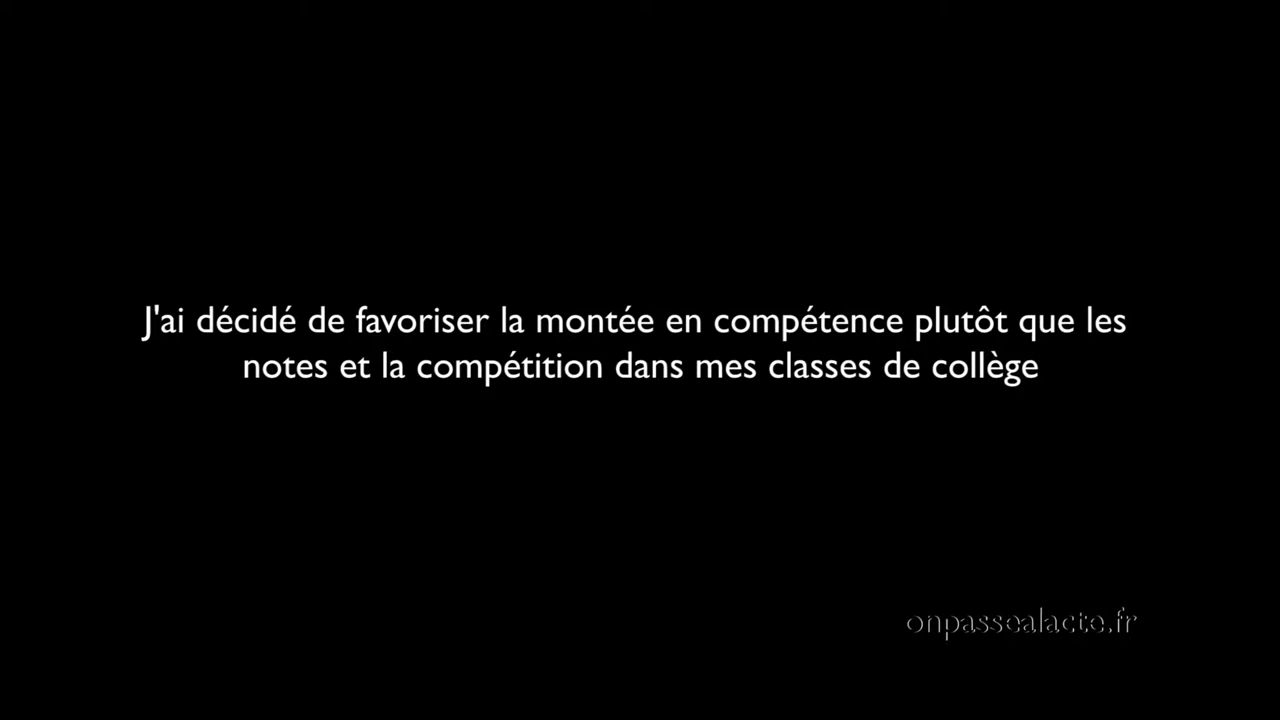 J'ai décidé de favoriser la montée en compétence plutôt que les
notes et la compétition dans mes classes de collège
onpassealacte.fr